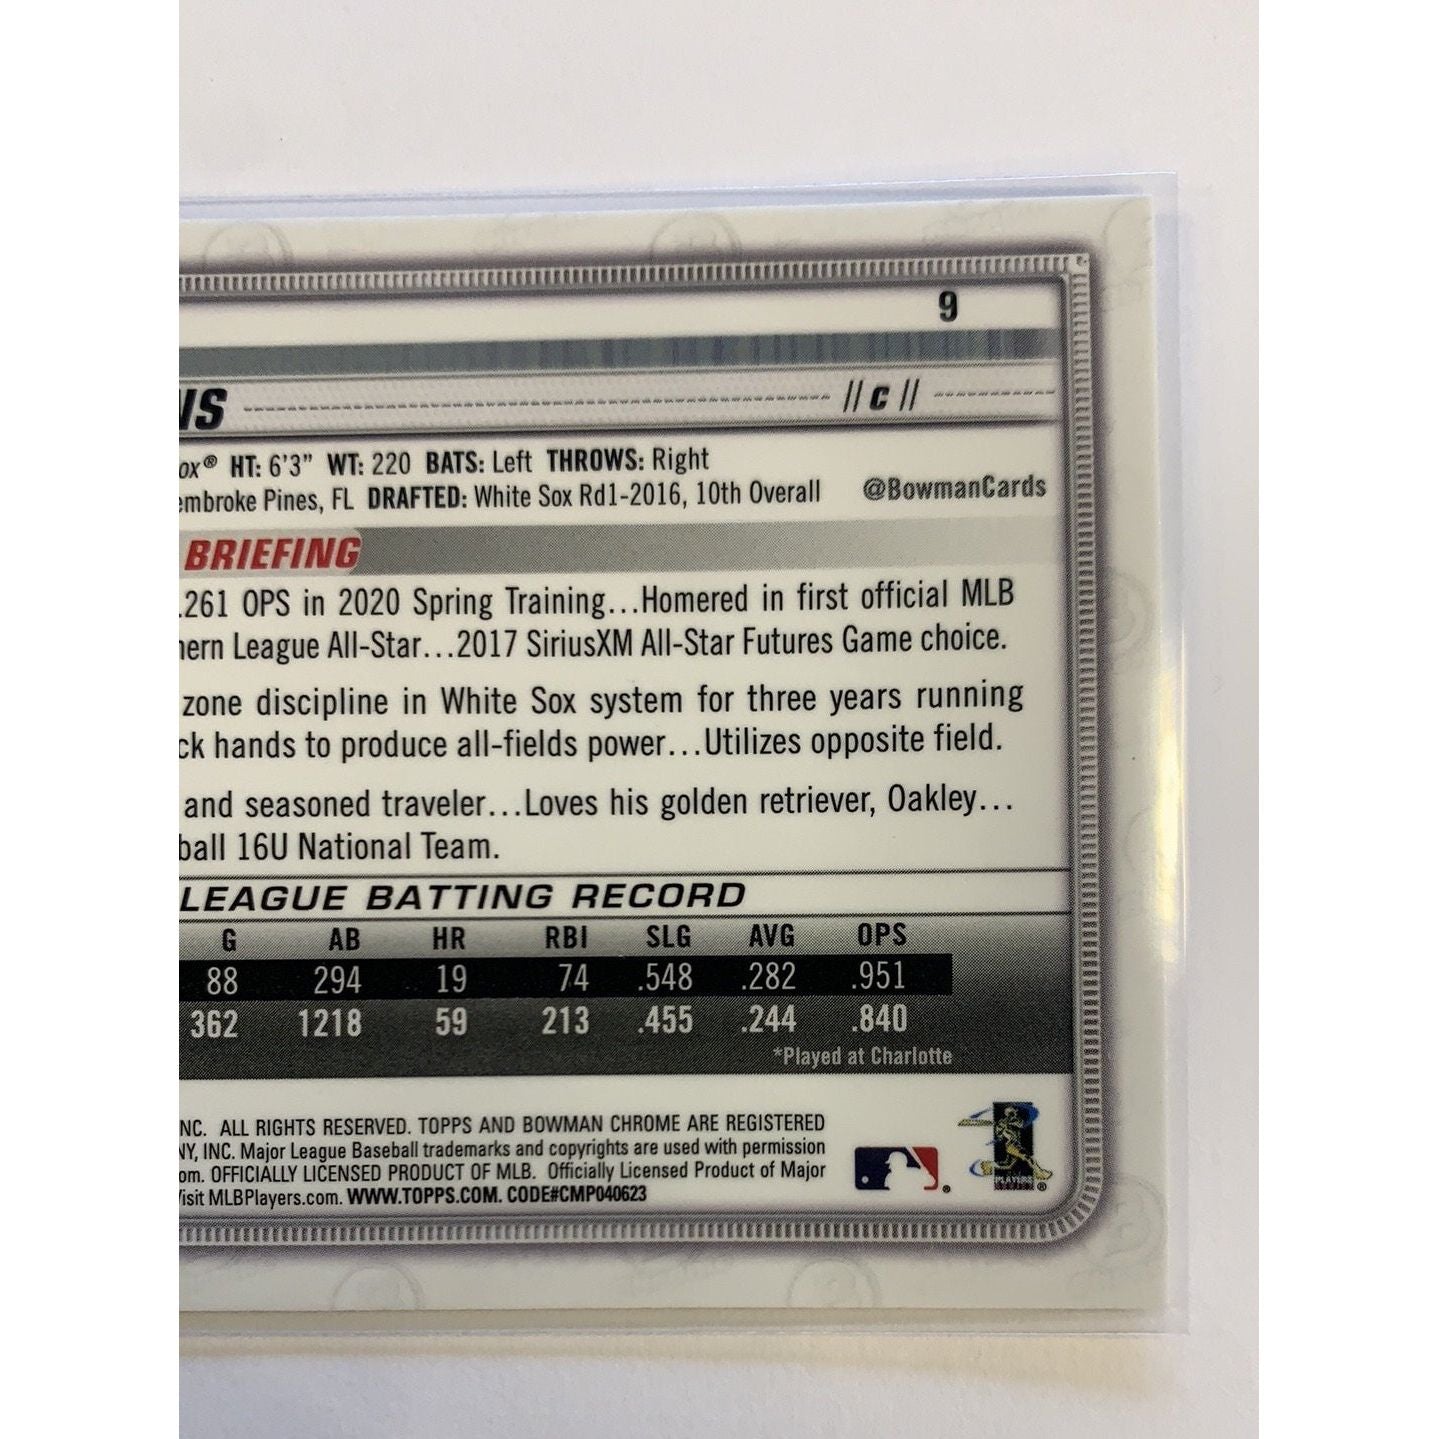 9
NS // C //
ox® HT: 6'3" WT: 220 BATS: Left THROWS: Right
embroke Pines, FL DRAFTED: White Sox Rd1-2016, 10th Overall @BowmanCards
BRIEFING
.261 OPS in 2020 Spring Training...Homered in first official MLB
hern League All-Star...2017 SiriusXM All-Star Futures Game choice.
zone discipline in White Sox system for three years running
ck hands to produce all-fields power...Utilizes opposite field.
and seasoned traveler...Loves his golden retriever, Oakley...
ball 16U National Team.
LEAGUE BATTING RECORD
G AB HR RBI SLG AVG OPS
88 294 19 74 .548 .282 .951
362 1218 59 213 .455 .244 .840
*Played at Charlotte
NC. ALL RIGHTS RESERVED. TOPPS AND BOWMAN CHROME ARE REGISTERED
NY, INC. Major League Baseball trademarks and copyrights are used with permission
om. OFFICIALLY LICENSED PRODUCT OF MLB. Officially Licensed Product of Major
Visit MLBPlayers.com. WWW.TOPPS.COM. CODE#CMP040623
PLAYERS